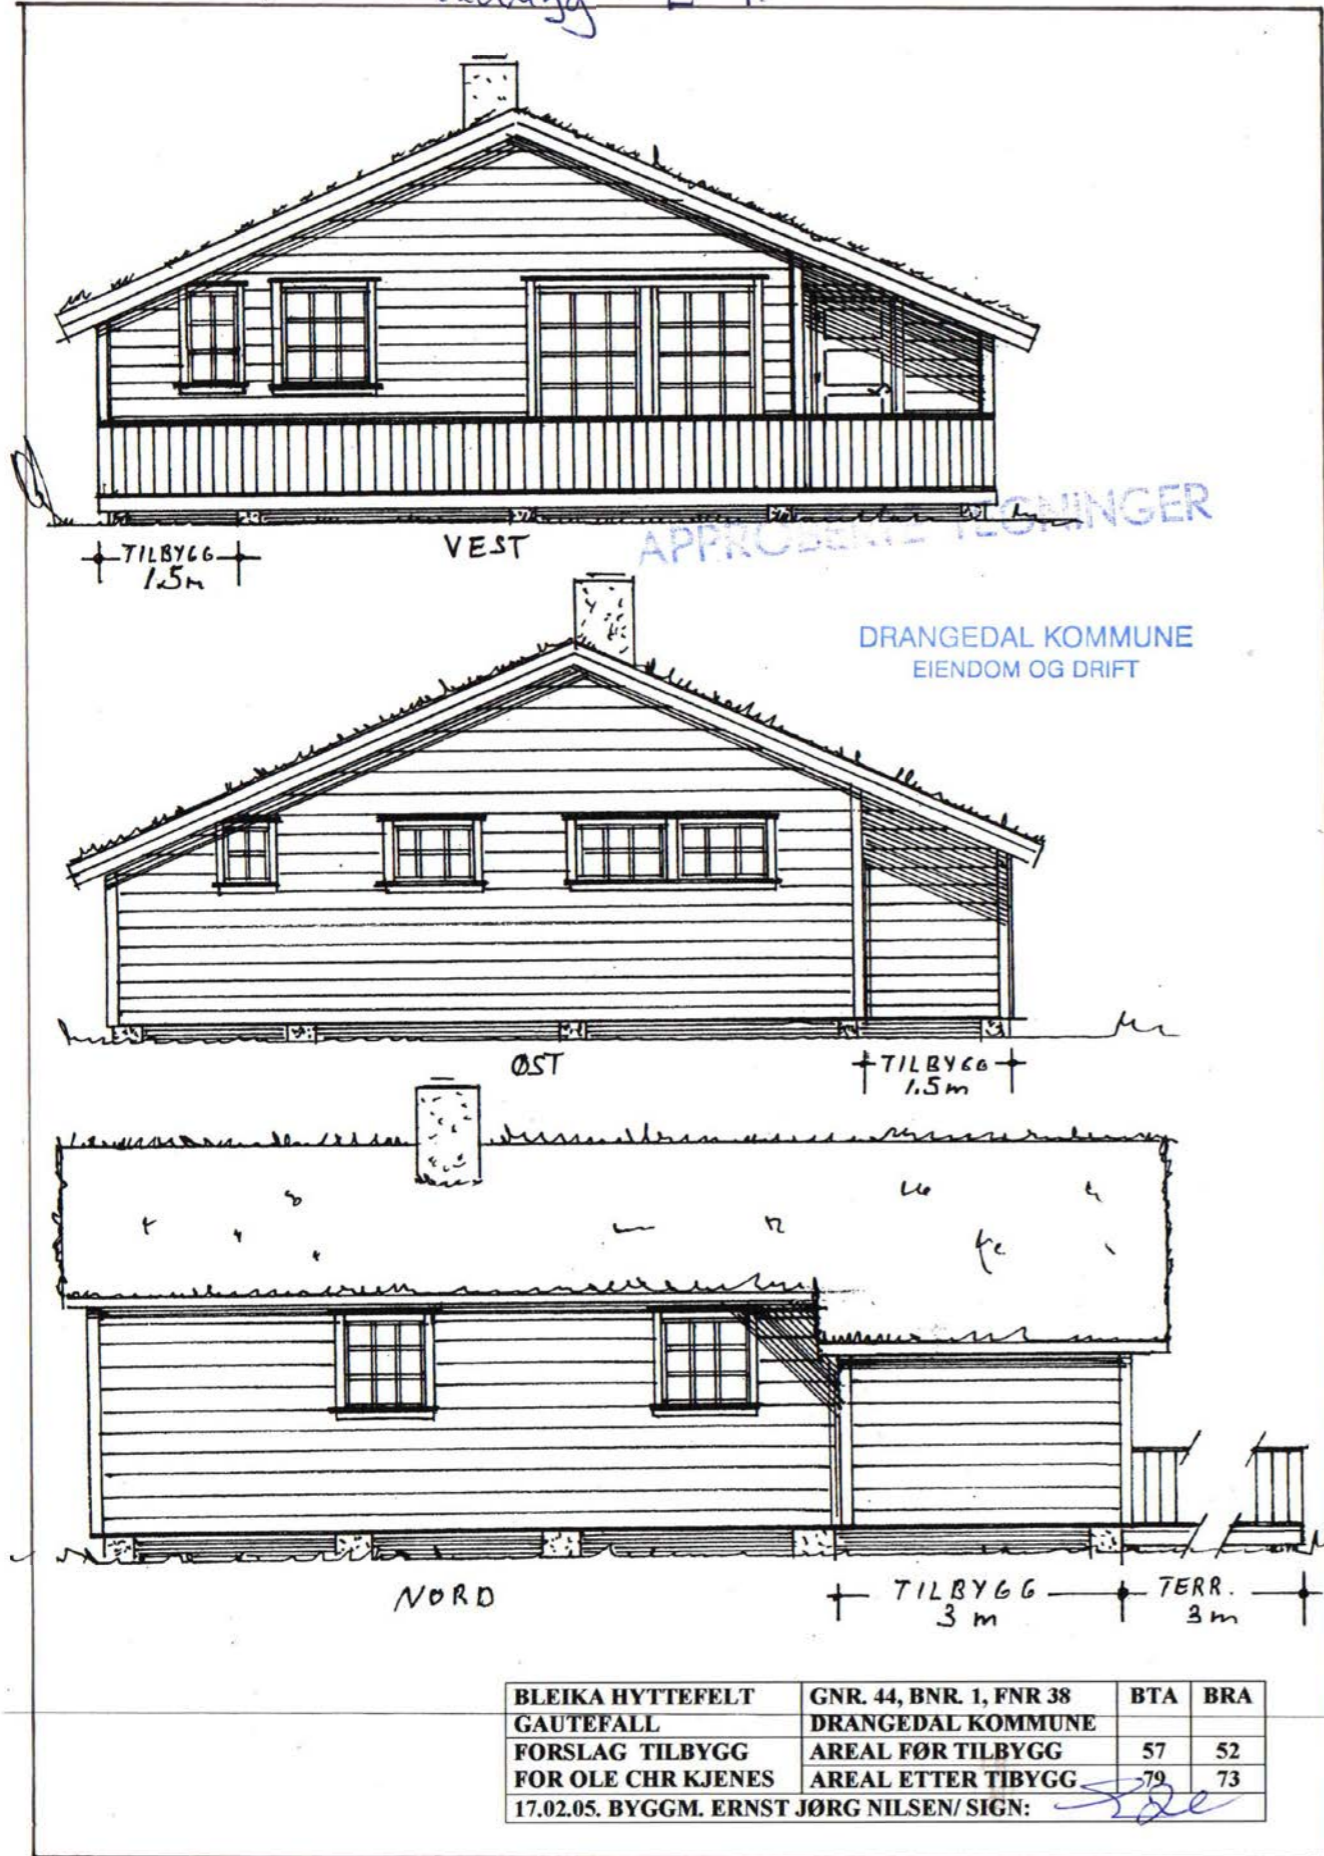 TILBYGG
1.5m
VEST
APPROBERTE TEGNINGER
DRANGEDAL KOMMUNE
EIENDOM OG DRIFT
ØST
TILBYGG
1.5m
NORD
TILBYGG
3 m
TERR.
3 m
BLEIKA HYTTEFELT GNR. 44, BNR. 1, FNR 38 BTA BRA
GAUTEFALL DRANGEDAL KOMMUNE
FORSLAG TILBYGG AREAL FØR TILBYGG 57 52
FOR OLE CHR KJENES AREAL ETTER TIBYGG 79 73
17.02.05. BYGGM. ERNST JØRG NILSEN/ SIGN: